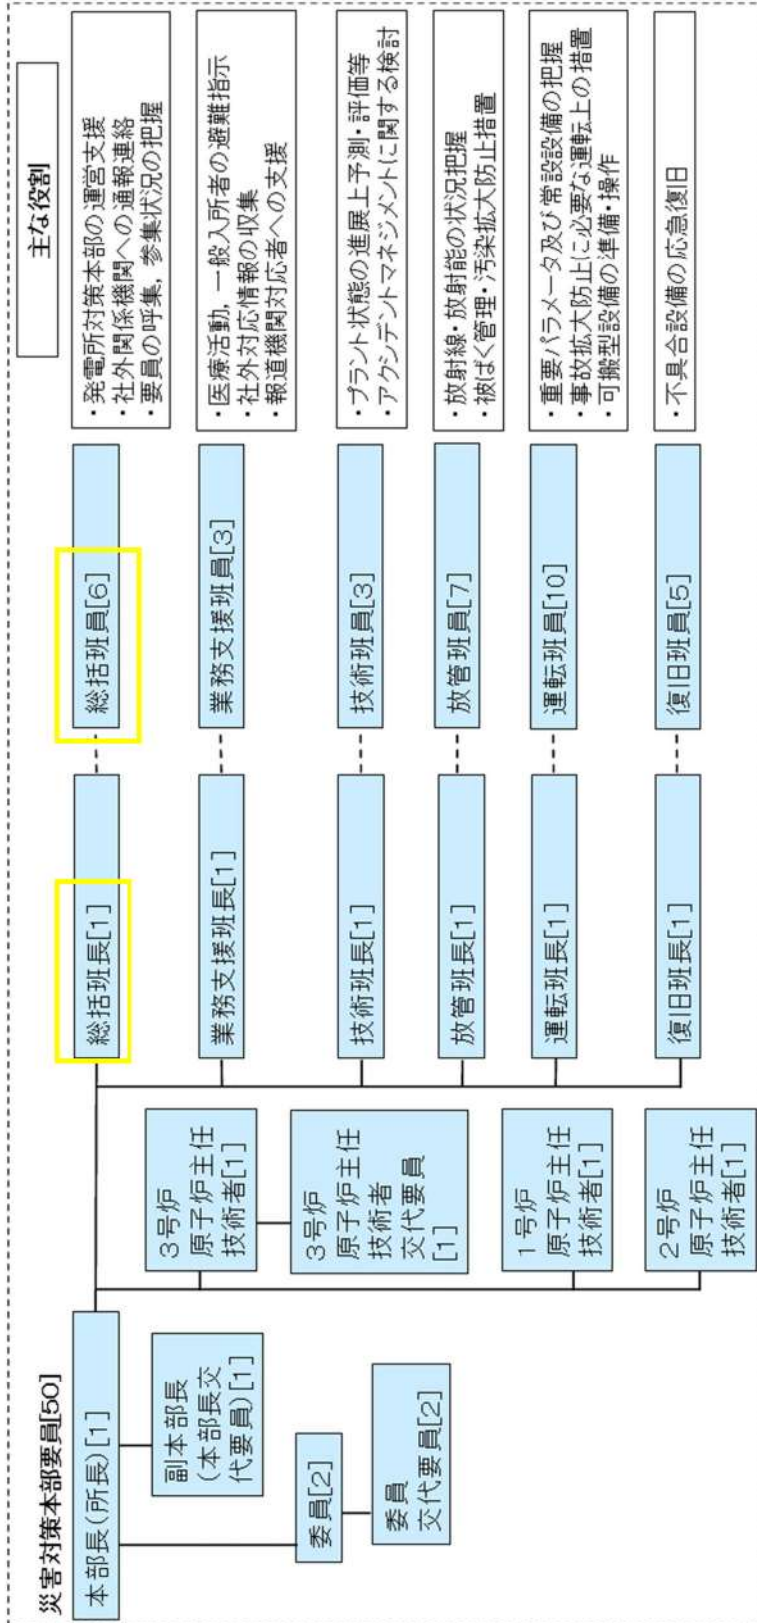 災害対策本部要員[50]
本部長(所長)[1]
副本部長
(本部長交
代要員)[1]
委員[2]
委員
交代要員[2]
3号炉
原子炉主任
技術者[1]
3号炉
原子炉主任
技術者
交代要員
[1]
1号炉
原子炉主任
技術者[1]
2号炉
原子炉主任
技術者[1]
主な役割
総括班長[1]
総括班員[6]
・発電所対策本部の運営支援
・社外関係機関への通報連絡
・要員の呼集，参集状況の把握
業務支援班長[1]
業務支援班員[3]
・医療活動，一般入所者の避難指示
・社外対応情報の収集
・報道機関対応者への支援
技術班長[1]
技術班員[3]
・プラント状態の進展上予測・評価等
・アクシデントマネジメントに関する検討
放管班長[1]
放管班員[7]
・放射線・放射能の状況把握
・被ばく管理・汚染拡大防止措置
運転班長[1]
運転班員[10]
・重要パラメータ及び常設設備の把握
・事故拡大防止に必要な運転上の措置
・可搬型設備の準備・操作
復旧班長[1]
復旧班員[5]
・不具合設備の応急復旧